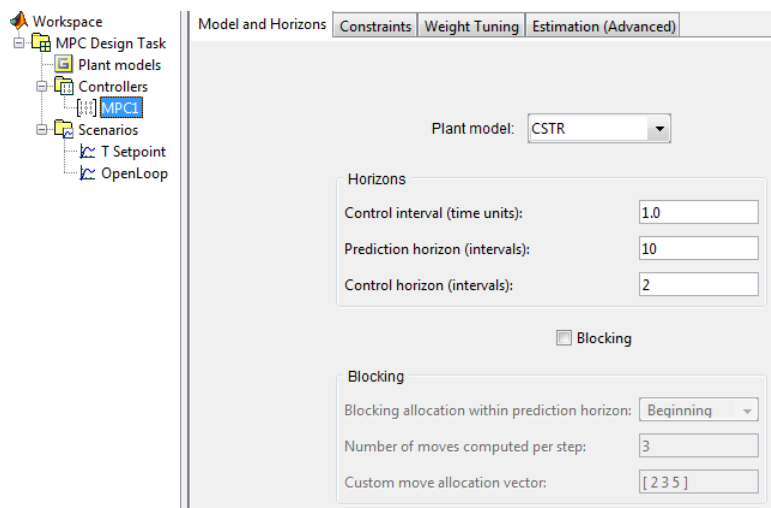 Workspace
MPC Design Task
Plant models
Controllers
MPC1
Scenarios
T Setpoint
OpenLoop
Model and Horizons Constraints Weight Tuning Estimation (Advanced)
Plant model: CSTR
Horizons
Control interval (time units): 1.0
Prediction horizon (intervals): 10
Control horizon (intervals): 2
Blocking
Blocking
Blocking allocation within prediction horizon: Beginning
Number of moves computed per step: 3
Custom move allocation vector: [ 2 3 5 ]